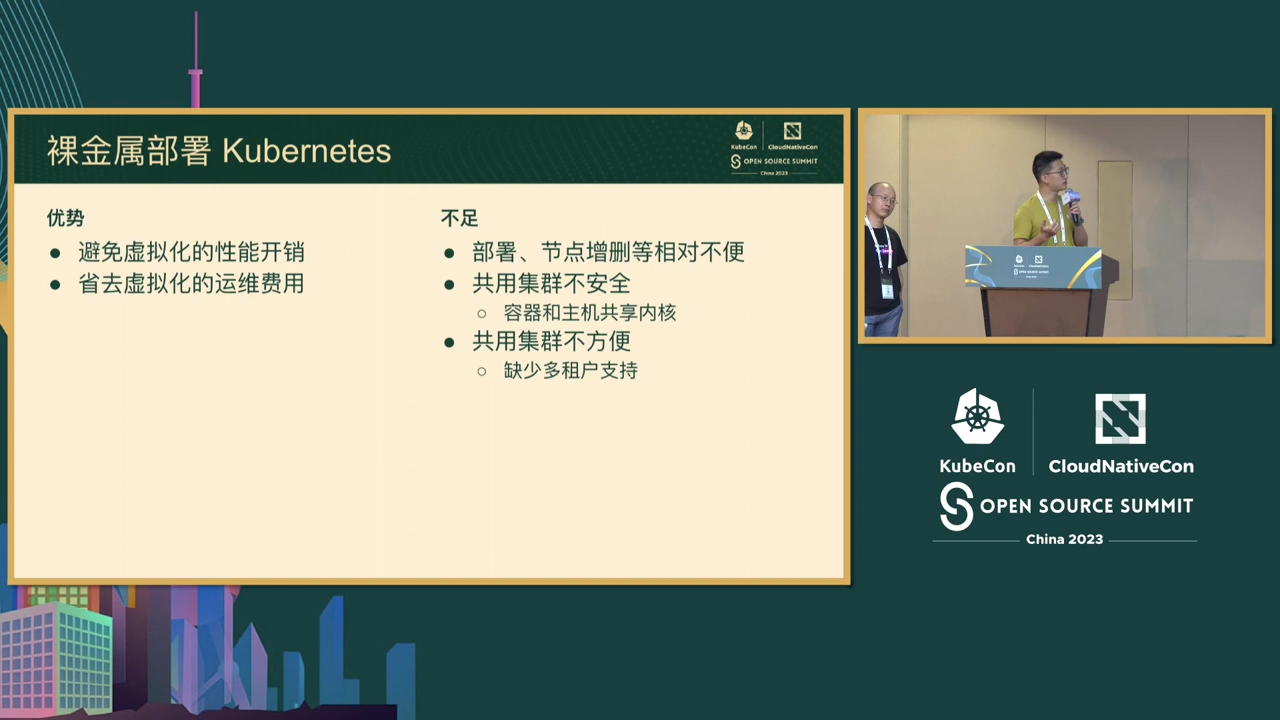 裸金属部署 Kubernetes
KubeCon
CloudNativeCon
OPEN SOURCE SUMMIT
China 2023
优势
避免虚拟化的性能开销
省去虚拟化的运维费用
不足
部署、节点增删等相对不便
共用集群不安全
容器和主机共享内核
共用集群不方便
缺少多租户支持
KubeCon
CloudNativeCon
OPEN SOURCE SUMMIT
China 2023